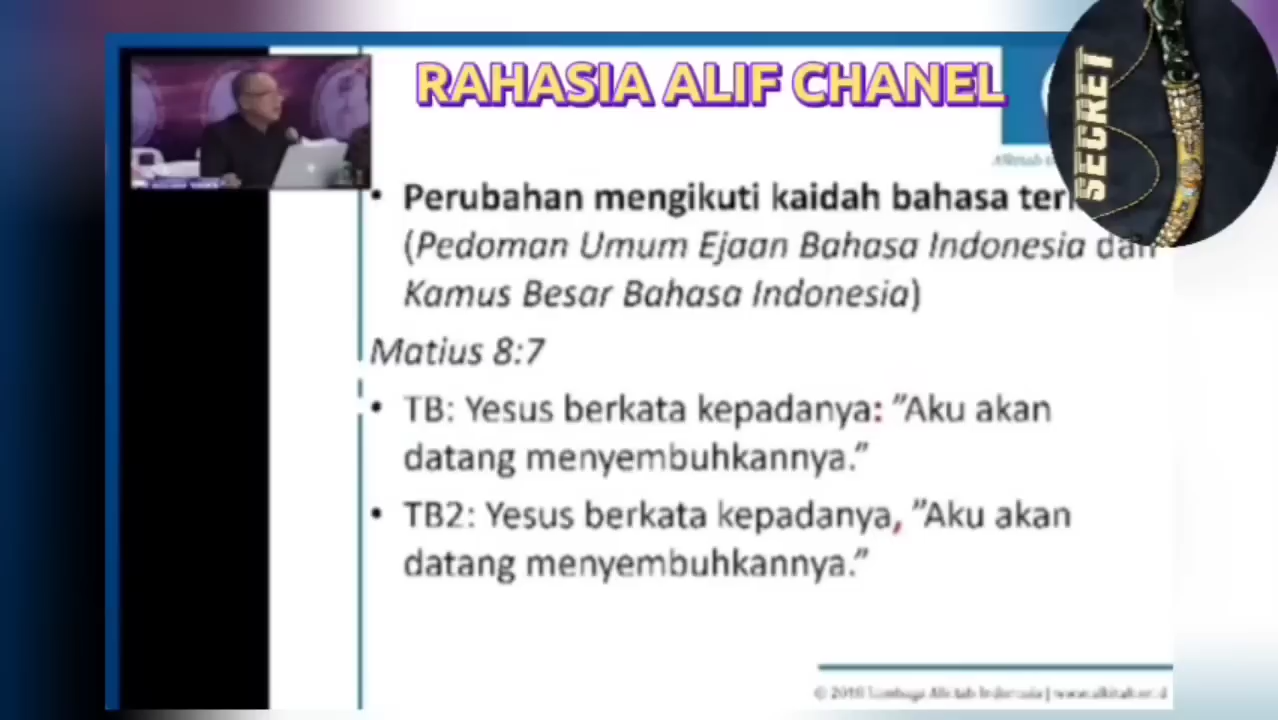 RAHASIA ALIF CHANEL
SECRET
• Perubahan mengikuti kaidah bahasa
(Pedoman Umum Ejaan Bahasa Indonesia dan
Kamus Besar Bahasa Indonesia)
Matius 8:7
• TB: Yesus berkata kepadanya: ”Aku akan
datang menyembuhkannya.”
• TB2: Yesus berkata kepadanya, ”Aku akan
datang menyembuhkannya.”